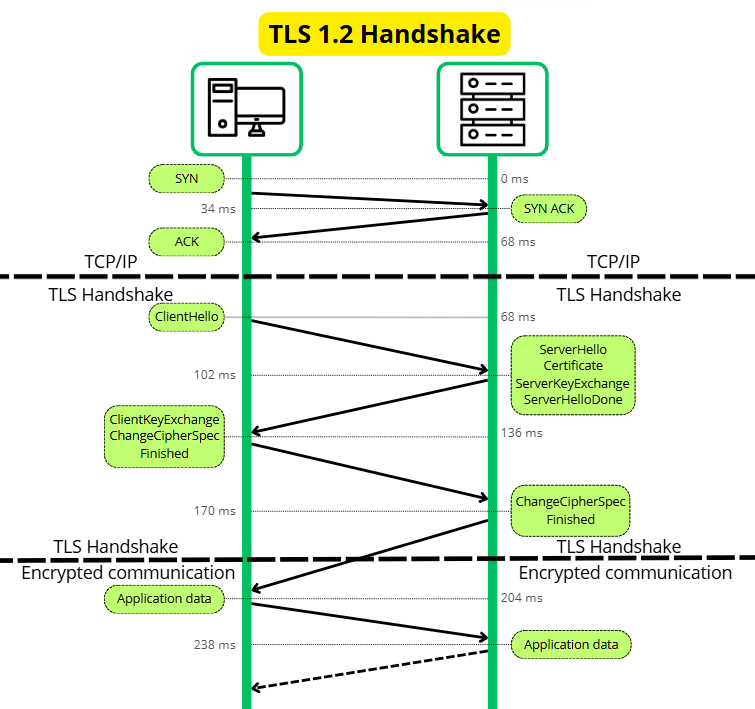 TLS 1.2 Handshake
SYN
0 ms
34 ms
SYN ACK
ACK
68 ms
TCP/IP
TCP/IP
TLS Handshake
TLS Handshake
ClientHello
68 ms
ServerHello
Certificate
ServerKeyExchange
ServerHelloDone
102 ms
ClientKeyExchange
ChangeCipherSpec
Finished
136 ms
ChangeCipherSpec
Finished
170 ms
TLS Handshake
TLS Handshake
Encrypted communication
Encrypted communication
Application data
204 ms
238 ms
Application data